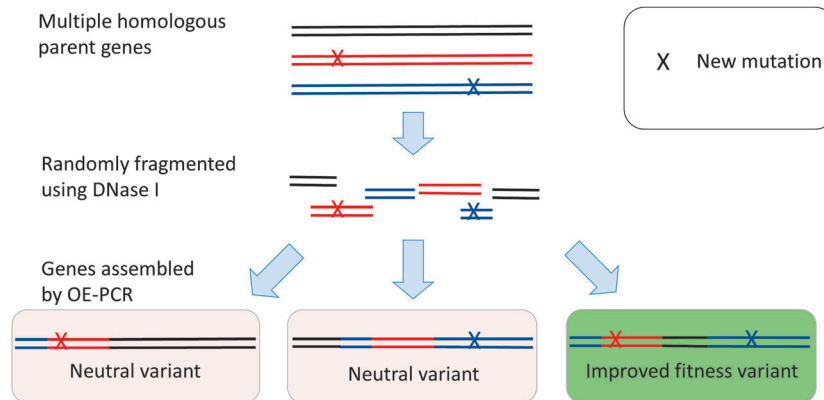 Multiple homologous
parent genes
X New mutation
Randomly fragmented
using DNase I
Genes assembled
by OE-PCR
X
X
X
X
X
X
X
X
Neutral variant
Neutral variant
Improved fitness variant